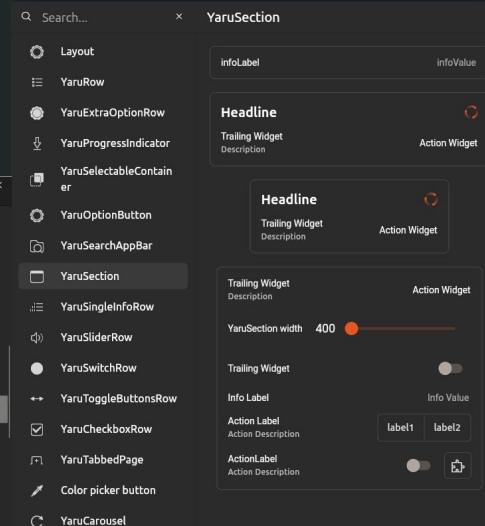 Search...
×
YaruSection
Layout
YaruRow
YaruExtraOptionRow
YaruProgressIndicator
YaruSelectableContain
er
YaruOptionButton
YaruSearchAppBar
YaruSection
YaruSingleInfoRow
YaruSliderRow
YaruSwitchRow
YaruToggleButtonsRow
YaruCheckboxRow
YaruTabbedPage
Color picker button
YaruCarousel
infoLabel infoValue
Headline
Trailing Widget
Description
Action Widget
Headline
Trailing Widget
Description
Action Widget
Trailing Widget
Description
Action Widget
YaruSection width 400
Trailing Widget
Info Label Info Value
Action Label
Action Description
label1 label2
ActionLabel
Action Description